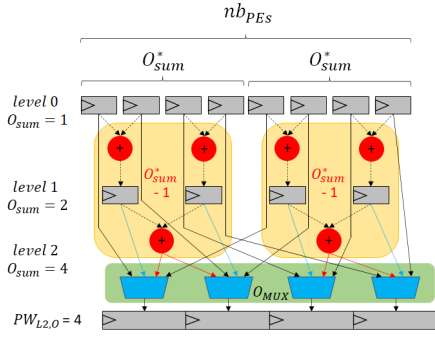 nb_PEs
O*_sum O*_sum
level 0
O_sum = 1
+ + + +
O*_sum O*_sum
- 1 - 1
level 1
O_sum = 2
+ +
level 2
O_sum = 4
O_MUX
PW_L2,O = 4